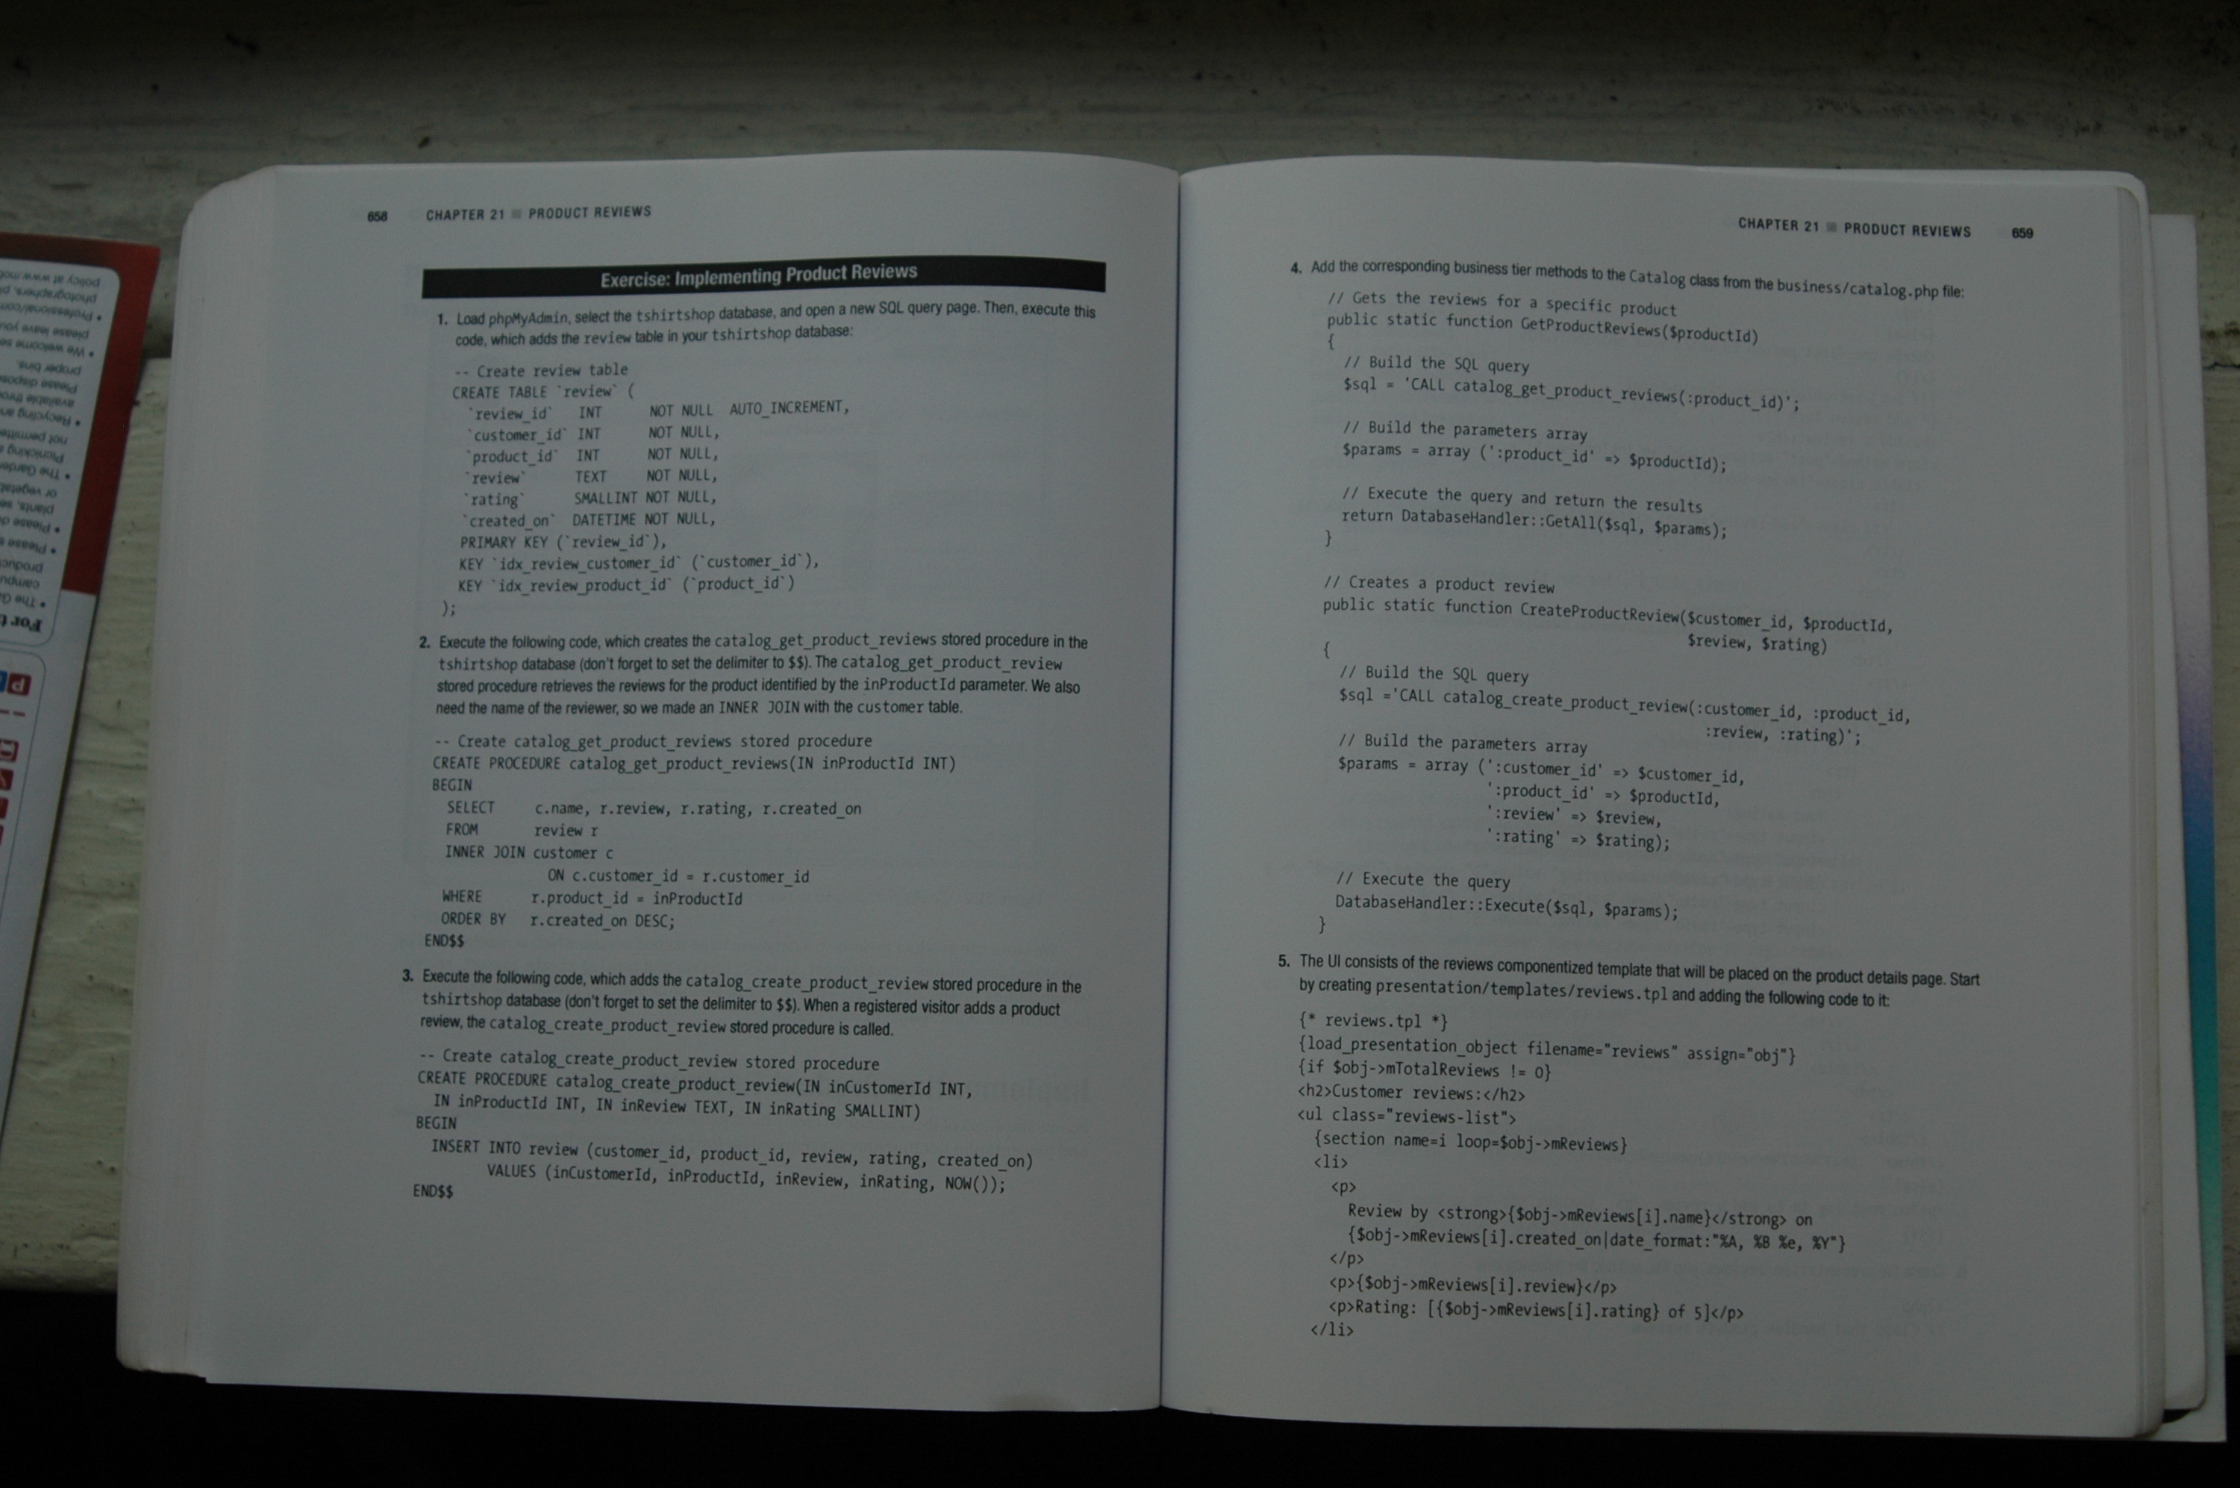 658 CHAPTER 21 ■ PRODUCT REVIEWS
Exercise: Implementing Product Reviews
1. Load phpMyAdmin, select the tshirtshop database, and open a new SQL query page. Then, execute this
code, which adds the review table in your tshirtshop database:
-- Create review table
CREATE TABLE `review` (
`review_id` INT NOT NULL AUTO_INCREMENT,
`customer_id` INT NOT NULL,
`product_id` INT NOT NULL,
`review` TEXT NOT NULL,
`rating` SMALLINT NOT NULL,
`created_on` DATETIME NOT NULL,
PRIMARY KEY (`review_id`),
KEY `idx_review_customer_id` (`customer_id`),
KEY `idx_review_product_id` (`product_id`)
);
2. Execute the following code, which creates the catalog_get_product_reviews stored procedure in the
tshirtshop database (don't forget to set the delimiter to $$). The catalog_get_product_review
stored procedure retrieves the reviews for the product identified by the inProductId parameter. We also
need the name of the reviewer, so we made an INNER JOIN with the customer table.
-- Create catalog_get_product_reviews stored procedure
CREATE PROCEDURE catalog_get_product_reviews(IN inProductId INT)
BEGIN
SELECT c.name, r.review, r.rating, r.created_on
FROM review r
INNER JOIN customer c
ON c.customer_id = r.customer_id
WHERE r.product_id = inProductId
ORDER BY r.created_on DESC;
END$$
3. Execute the following code, which adds the catalog_create_product_review stored procedure in the
tshirtshop database (don't forget to set the delimiter to $$). When a registered visitor adds a product
review, the catalog_create_product_review stored procedure is called.
-- Create catalog_create_product_review stored procedure
CREATE PROCEDURE catalog_create_product_review(IN inCustomerId INT,
IN inProductId INT, IN inReview TEXT, IN inRating SMALLINT)
BEGIN
INSERT INTO review (customer_id, product_id, review, rating, created_on)
VALUES (inCustomerId, inProductId, inReview, inRating, NOW());
END$$
CHAPTER 21 ■ PRODUCT REVIEWS 659
4. Add the corresponding business tier methods to the Catalog class from the business/catalog.php file:
// Gets the reviews for a specific product
public static function GetProductReviews($productId)
{
// Build the SQL query
$sql = 'CALL catalog_get_product_reviews(:product_id)';
// Build the parameters array
$params = array (':product_id' => $productId);
// Execute the query and return the results
return DatabaseHandler::GetAll($sql, $params);
}
// Creates a product review
public static function CreateProductReview($customer_id, $productId,
$review, $rating)
{
// Build the SQL query
$sql ='CALL catalog_create_product_review(:customer_id, :product_id,
:review, :rating)';
// Build the parameters array
$params = array (':customer_id' => $customer_id,
':product_id' => $productId,
':review' => $review,
':rating' => $rating);
// Execute the query
DatabaseHandler::Execute($sql, $params);
}
5. The UI consists of the reviews componentized template that will be placed on the product details page. Start
by creating presentation/templates/reviews.tpl and adding the following code to it:
{* reviews.tpl *}
{load_presentation_object filename="reviews" assign="obj"}
{if $obj->mTotalReviews != 0}
<h2>Customer reviews:</h2>
<ul class="reviews-list">
{section name=i loop=$obj->mReviews}
<li>
<p>
Review by <strong>{$obj->mReviews[i].name}</strong> on
{$obj->mReviews[i].created_on|date_format:"%A, %B %e, %Y"}
</p>
<p>{$obj->mReviews[i].review}</p>
<p>Rating: [{$obj->mReviews[i].rating} of 5]</p>
</li>